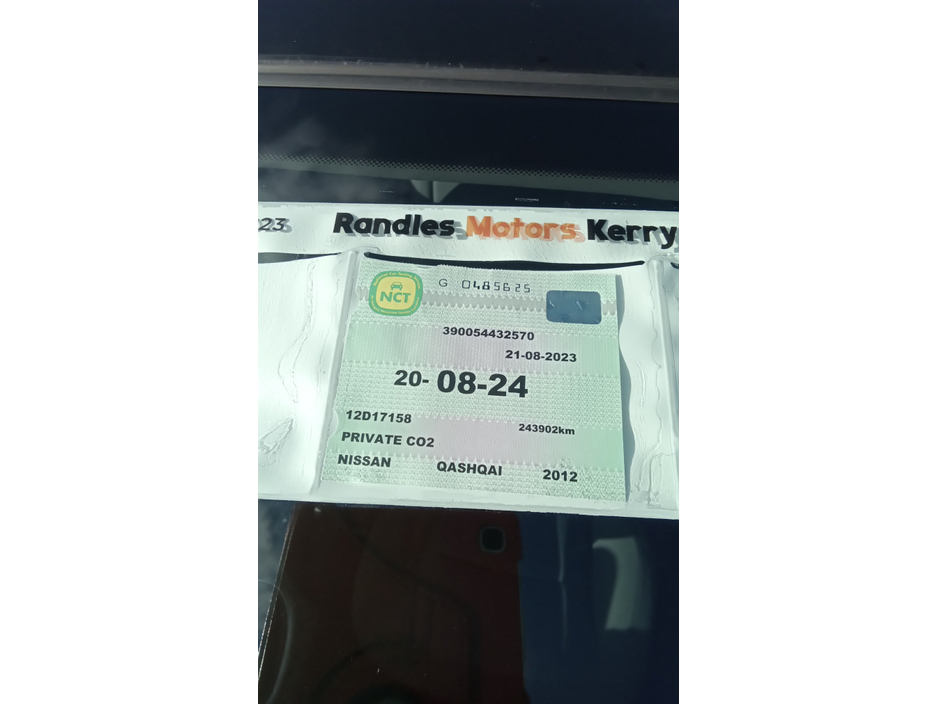 23 Randles Motors Kerry
NCT
G 0485625
390054432570
21-08-2023
20-08-24
12D17158
243902km
PRIVATE CO2
NISSAN QASHQAI 2012